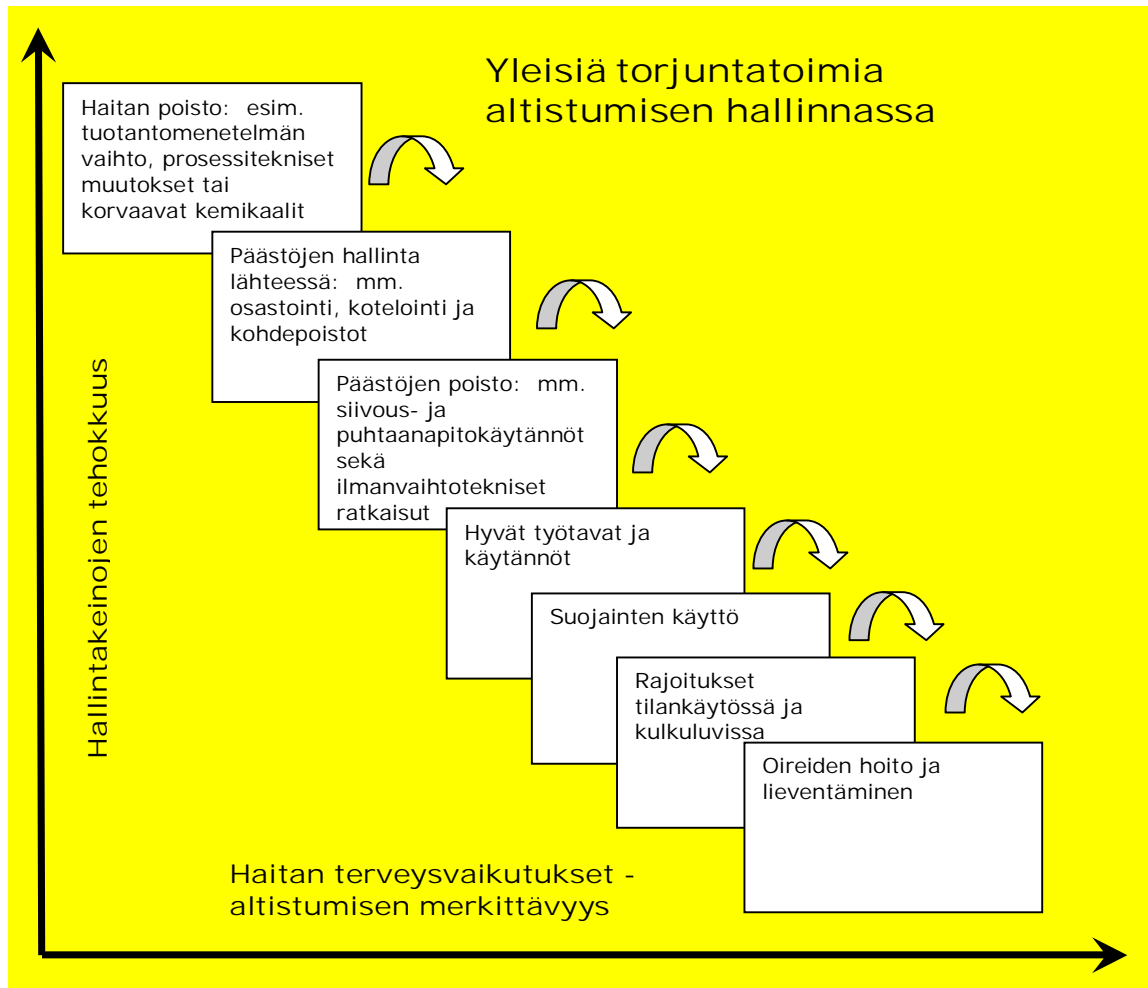 Yleisiä torjuntatoimia
altistumisen hallinnassa
Haitan poisto: esim.
tuotantomenetelmän
vaihto, prosessitekniset
muutokset tai
korvaavat kemikaalit
Päästöjen hallinta
lähteessä: mm.
osastointi, kotelointi ja
kohdepoistot
Päästöjen poisto: mm.
siivous- ja
puhtaanapitokäytännöt
sekä
ilmanvaihtotekniset
ratkaisut
Hyvät työtavat ja
käytännöt
Suojainten käyttö
Rajoitukset
tilankäytössä ja
kulkuluvissa
Oireiden hoito ja
lieventäminen
Hallintakeinojen tehokkuus
Haitan terveysvaikutukset -
altistumisen merkittävyys